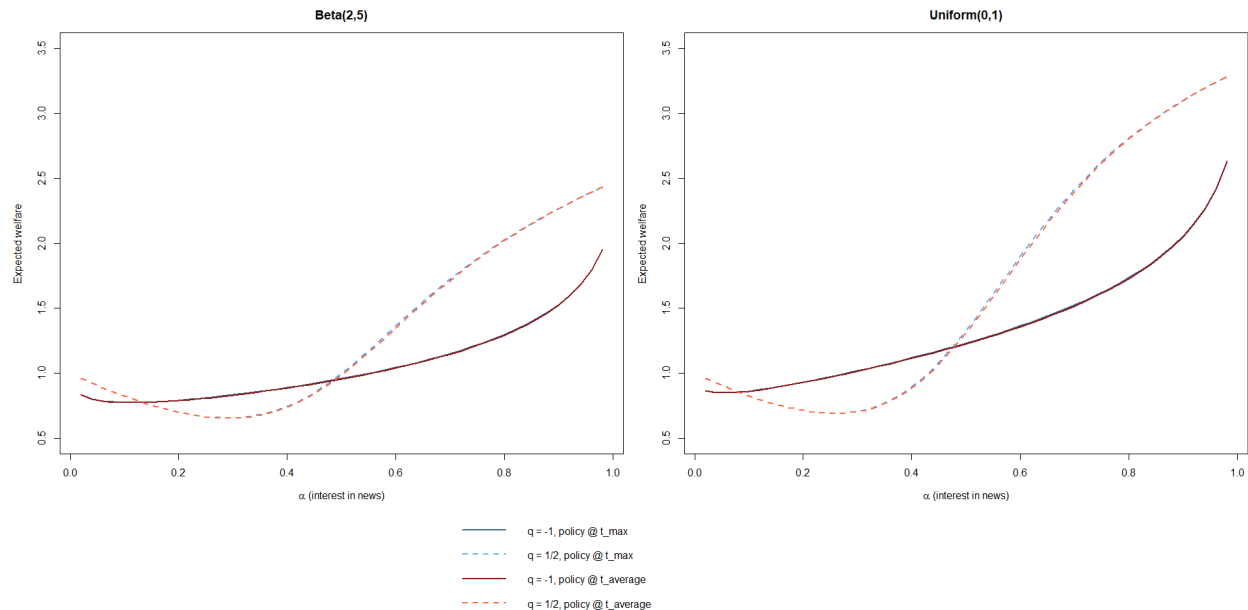 Beta(2,5)
Expected welfare
3.5
3.0
2.5
2.0
1.5
1.0
0.5
0.0
0.2
0.4
0.6
0.8
1.0
α (interest in news)
Uniform(0,1)
Expected welfare
3.5
3.0
2.5
2.0
1.5
1.0
0.5
0.0
0.2
0.4
0.6
0.8
1.0
α (interest in news)
q = -1, policy @ t_max
q = 1/2, policy @ t_max
q = -1, policy @ t_average
q = 1/2, policy @ t_average